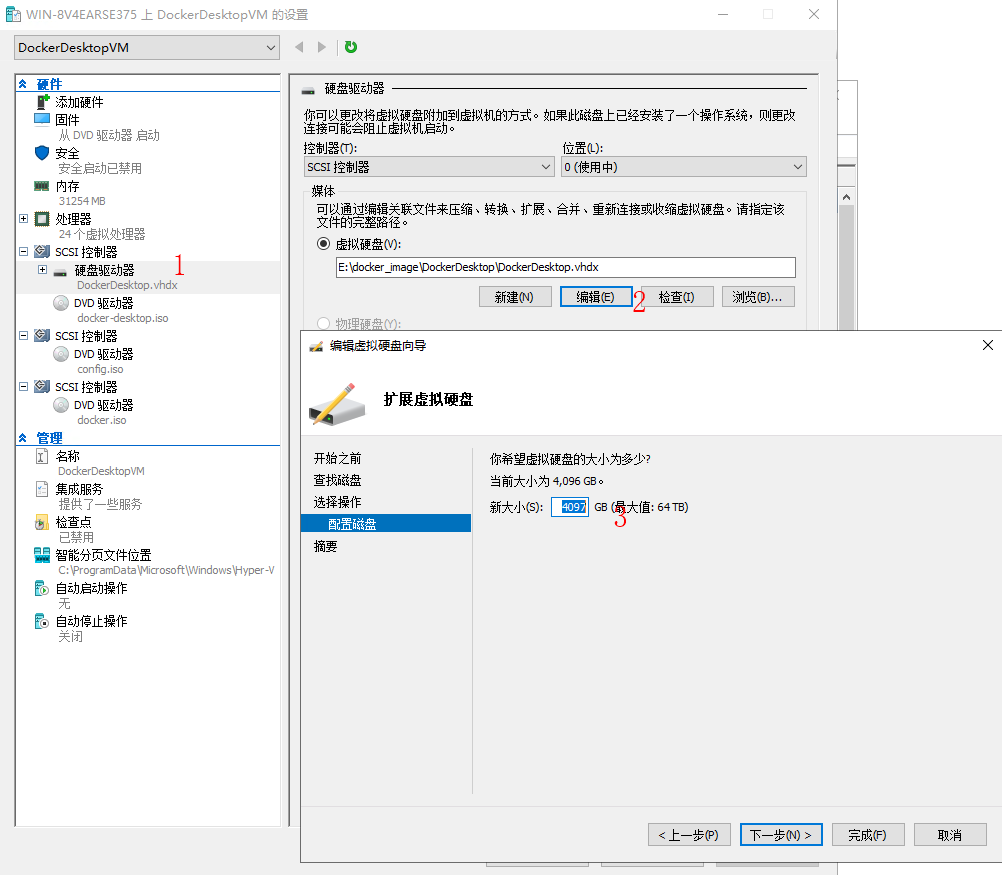 WIN-8V4EARSE375 上 DockerDesktopVM 的设置
DockerDesktopVM
硬件
添加硬件
固件
从 DVD 驱动器 启动
安全
安全启动已禁用
内存
31254 MB
处理器
24 个虚拟处理器
SCSI 控制器
硬盘驱动器
1
DockerDesktop.vhdx
DVD 驱动器
docker-desktop.iso
SCSI 控制器
DVD 驱动器
config.iso
SCSI 控制器
DVD 驱动器
docker.iso
管理
名称
DockerDesktopVM
集成服务
提供了一些服务
检查点
已禁用
智能分页文件位置
C:\ProgramData\Microsoft\Windows\Hyper-V
自动启动操作
无
自动停止操作
关闭
硬盘驱动器
你可以更改将虚拟硬盘附加到虚拟机的方式。如果此磁盘上已经安装了一个操作系统，则更改
连接可能会阻止虚拟机启动。
控制器(T): 位置(L):
SCSI 控制器 0 (使用中)
媒体
可以通过编辑关联文件来压缩、转换、扩展、合并、重新连接或收缩虚拟硬盘。请指定该
文件的完整路径。
虚拟硬盘(V):
E:\docker_image\DockerDesktop\DockerDesktop.vhdx
新建(N) 编辑(E) 2 检查(I) 浏览(B)...
物理硬盘(Y):
编辑虚拟硬盘向导
扩展虚拟硬盘
开始之前
查找磁盘
选择操作
配置磁盘
摘要
你希望虚拟硬盘的大小为多少?
当前大小为 4,096 GB。
新大小(S): 4097 GB (最大值: 64 TB)
3
< 上一步(P) 下一步(N) > 完成(F) 取消